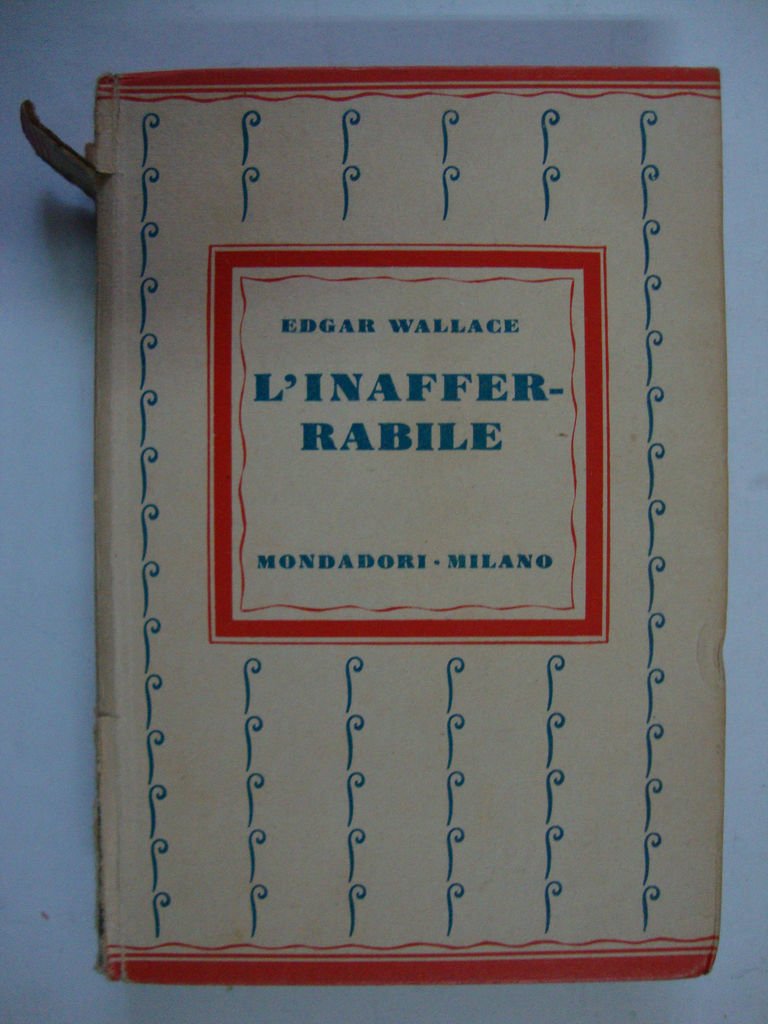 EDGAR WALLACE
L'INAFFER-
RABILE
MONDADORI · MILANO